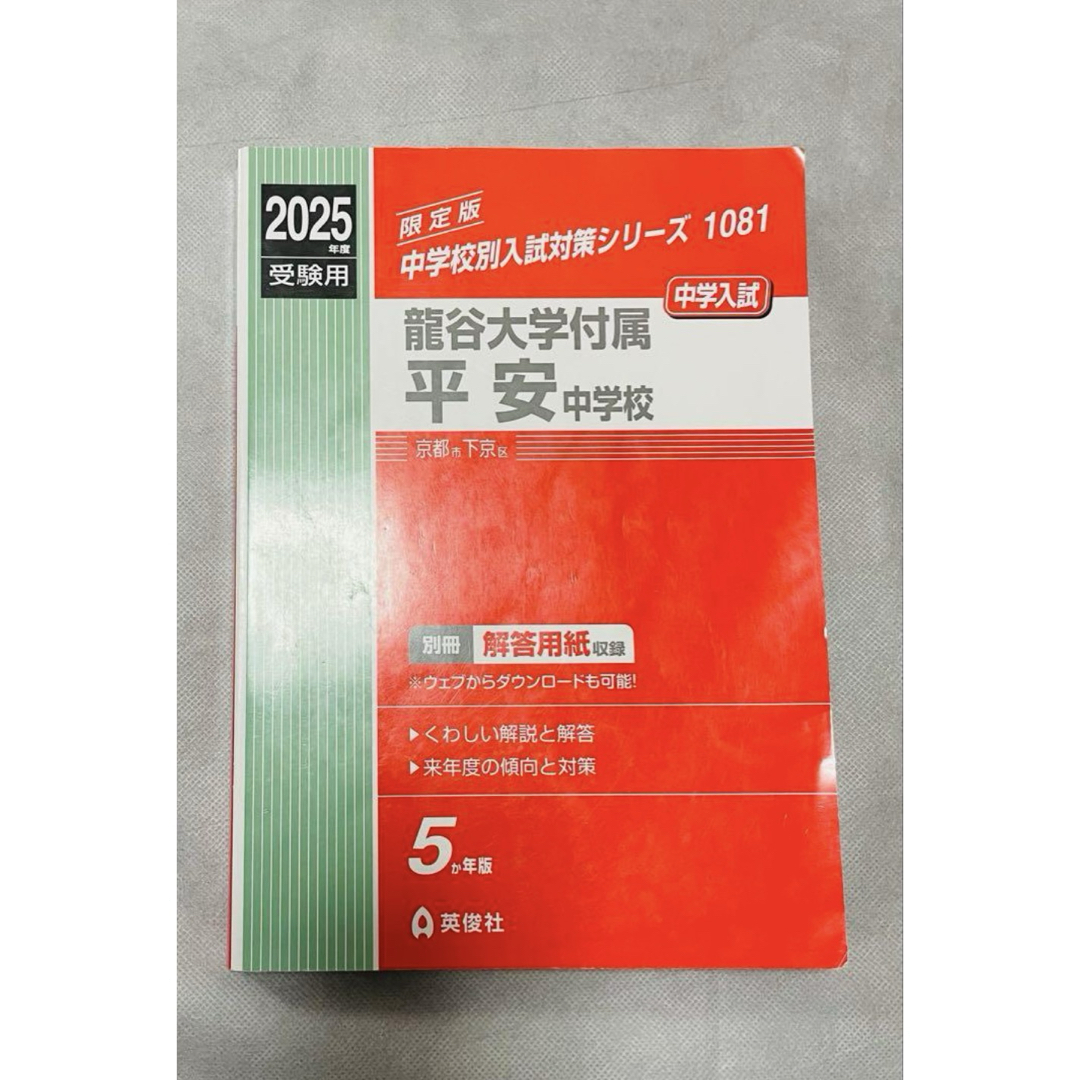 2025
年度
受験用
限定版
中学校別入試対策シリーズ 1081
中学入試
龍谷大学付属
平安中学校
京都市下京区
別冊 解答用紙収録
※ウェブからダウンロードも可能!
▶くわしい解説と解答
▶来年度の傾向と対策
5か年版
英俊社